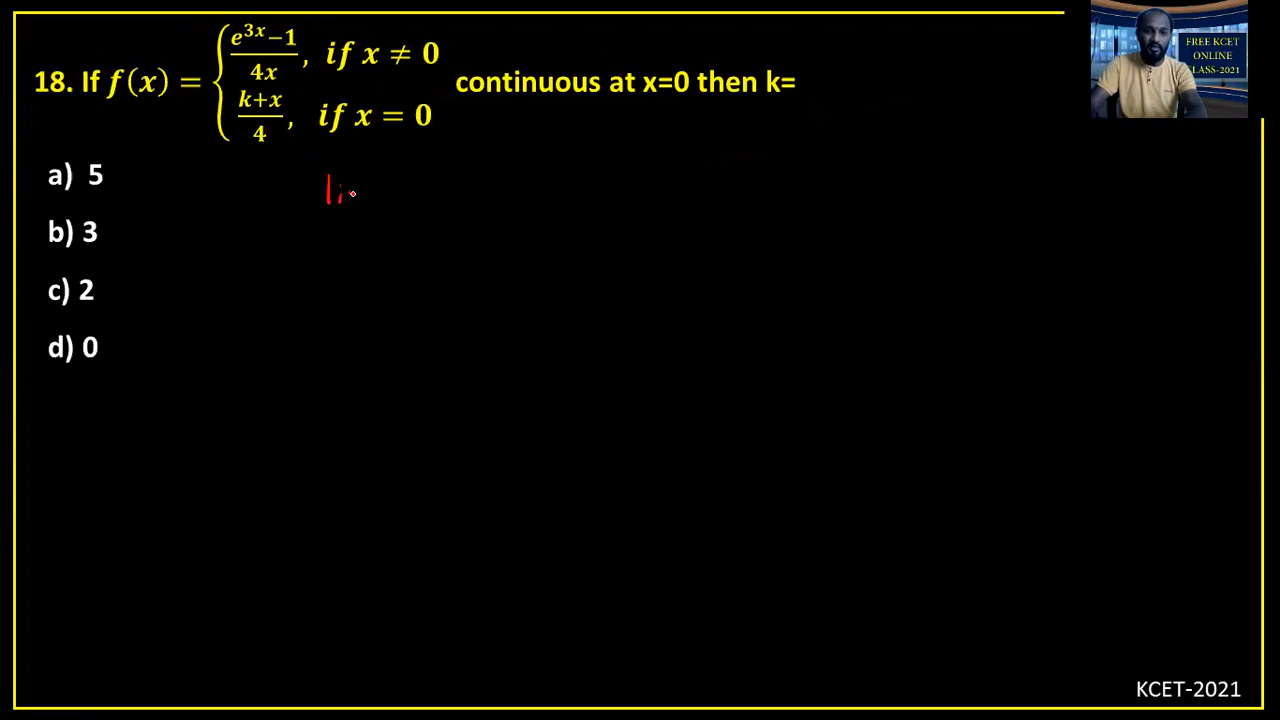 18. If f(x) = { (e^{3x}−1)/(4x), if x ≠ 0
(k+x)/4, if x = 0 continuous at x=0 then k=
a) 5
b) 3
c) 2
d) 0
FREE KCET
ONLINE
CLASS-2021
KCET-2021